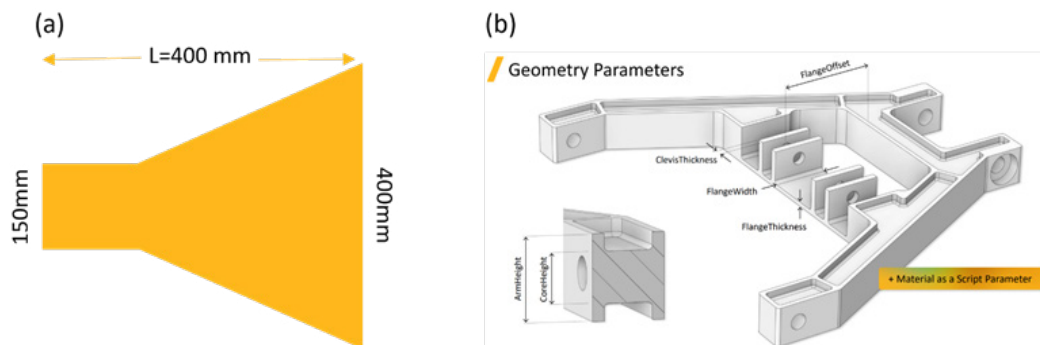 (a)
L=400 mm
150mm
400mm
(b)
Geometry Parameters
FlangeOffset
ClevisThickness
FlangeWidth
FlangeThickness
ArmHeight
CoreHeight
+ Material as a Script Parameter